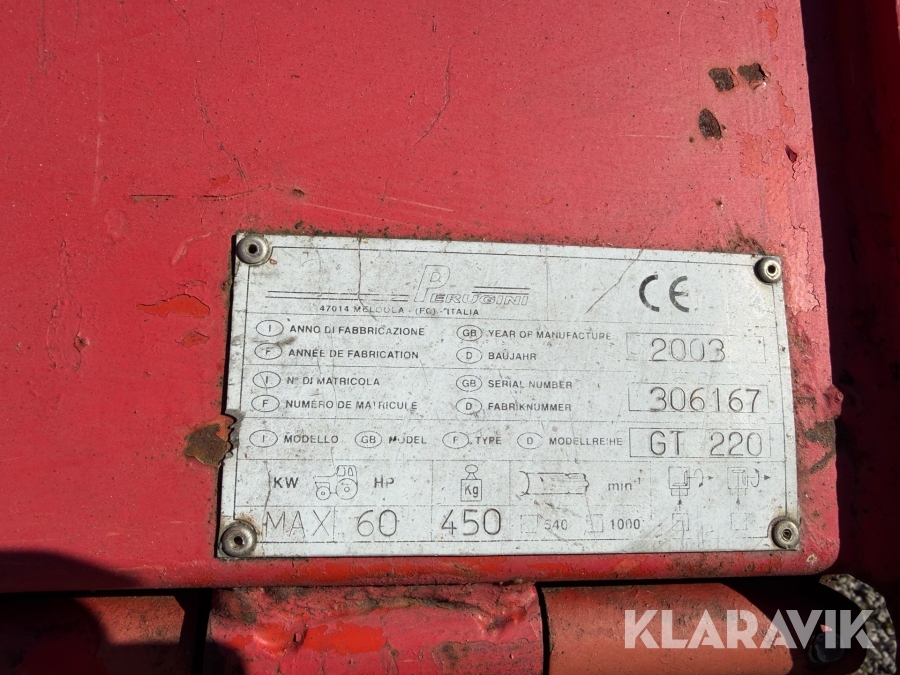 PERUGINI
47014 MELDOLA - (FO) - ITALIA
CE
I ANNO DI FABBRICAZIONE GB YEAR OF MANUFACTURE
F ANNÉE DE FABRICATION D BAUJAHR 2003
I N° DI MATRICOLA GB SERIAL NUMBER
F NUMÉRO DE MATRICULE D FABRIKNUMMER 306167
I MODELLO GB MODEL F TYPE D MODELLREIHE GT 220
KW HP Kg min-1
MAX 60 450 540 1000
KLARAVIK